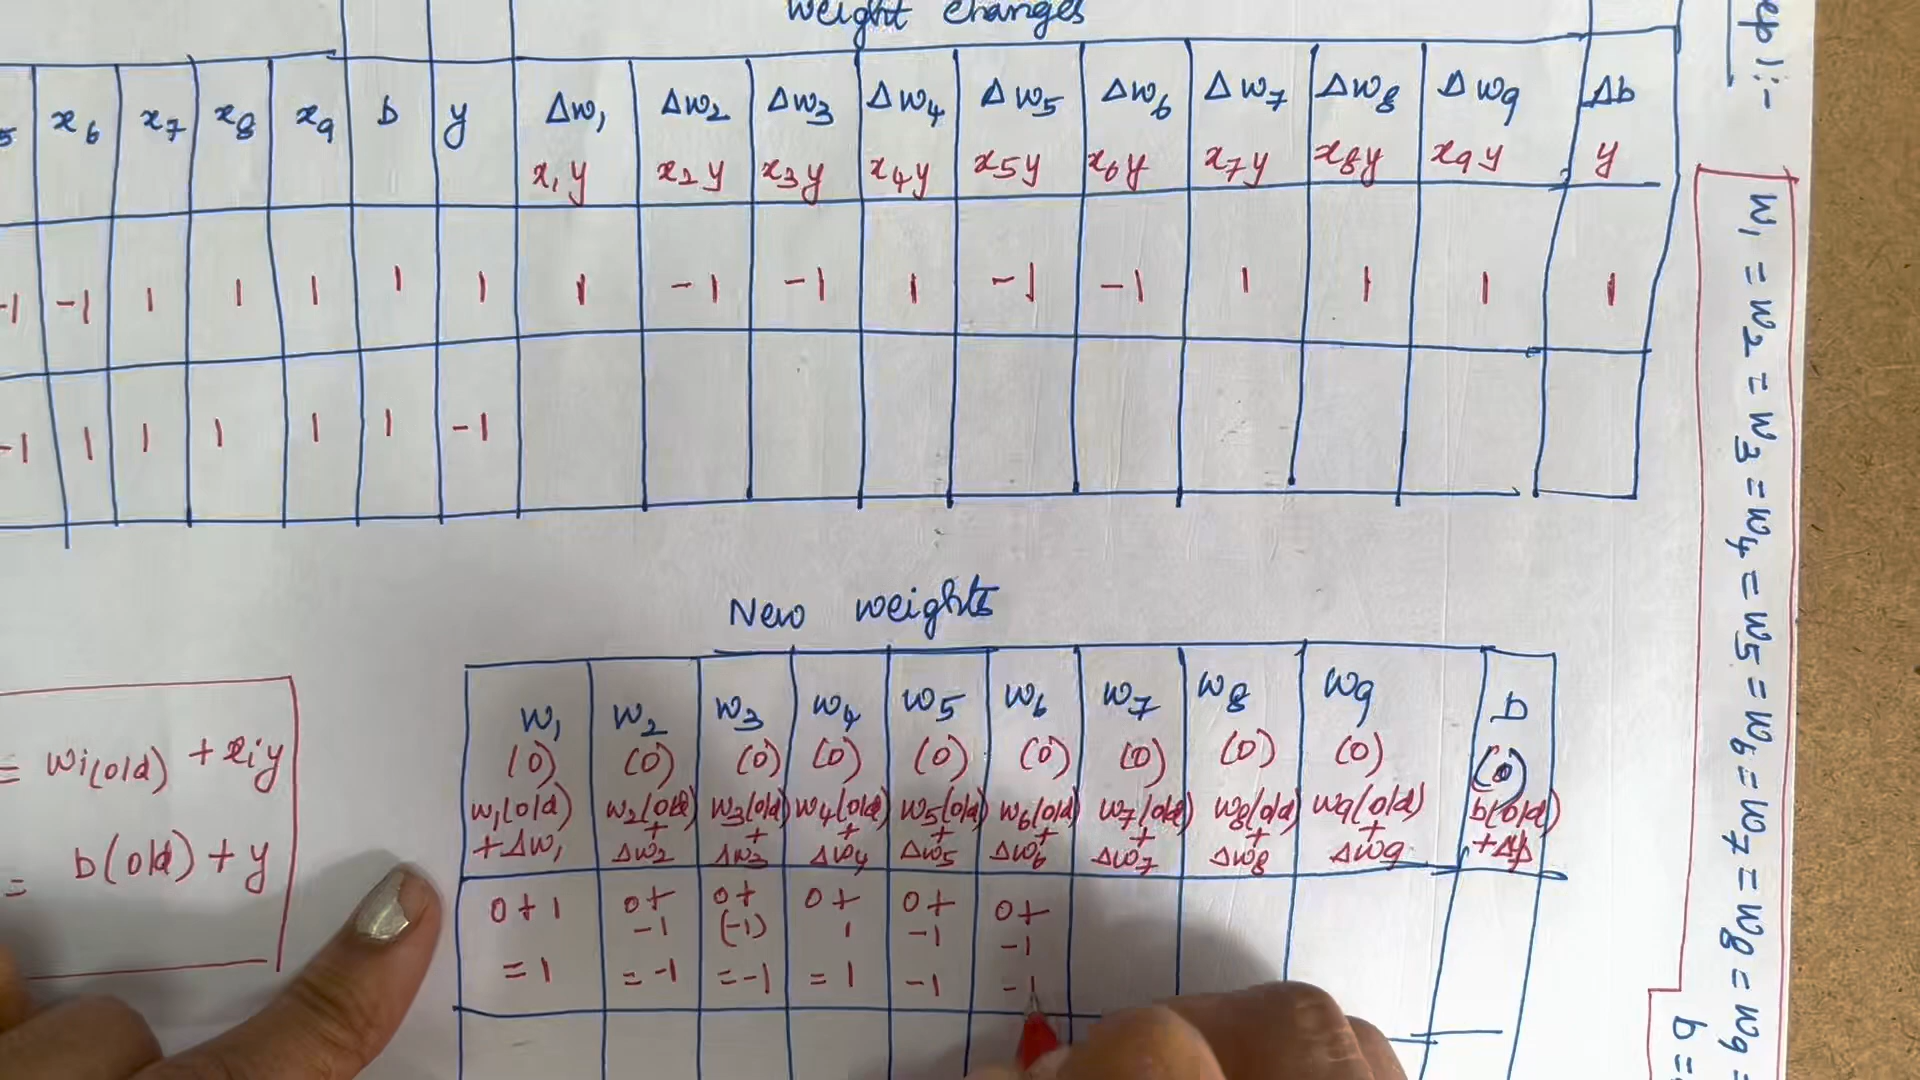 Weight changes
5 x6 x7 x8 x9 b y Δw1 Δw2 Δw3 Δw4 Δw5 Δw6 Δw7 Δw8 Δw9 Δb
x1y x2y x3y x4y x5y x6y x7y x8y x9y y
-1 -1 1 1 1 1 1 1 -1 -1 1 -1 -1 1 1 1 1
-1 1 1 1 1 1 -1
New weights
w1 w2 w3 w4 w5 w6 w7 w8 w9 b
(0) (0) (0) (0) (0) (0) (0) (0) (0) (0)
w1(old) w2(old) w3(old) w4(old) w5(old) w6(old) w7(old) w8(old) w9(old) b(old)
+Δw1 + Δw2 + Δw3 + Δw4 + Δw5 + Δw6 + Δw7 + Δw8 + Δw9 +Δb
0+1 0+ 0+ 0+ 0+ 0+
-1 (-1) 1 -1 -1
=1 =-1 =-1 =1 -1 -1
= wi(old) + xiy
= b(old) + y
ep 1:-
w1 = w2 = w3 = w4 = w5 = w6 = w7 = w8 = w9 =
b =